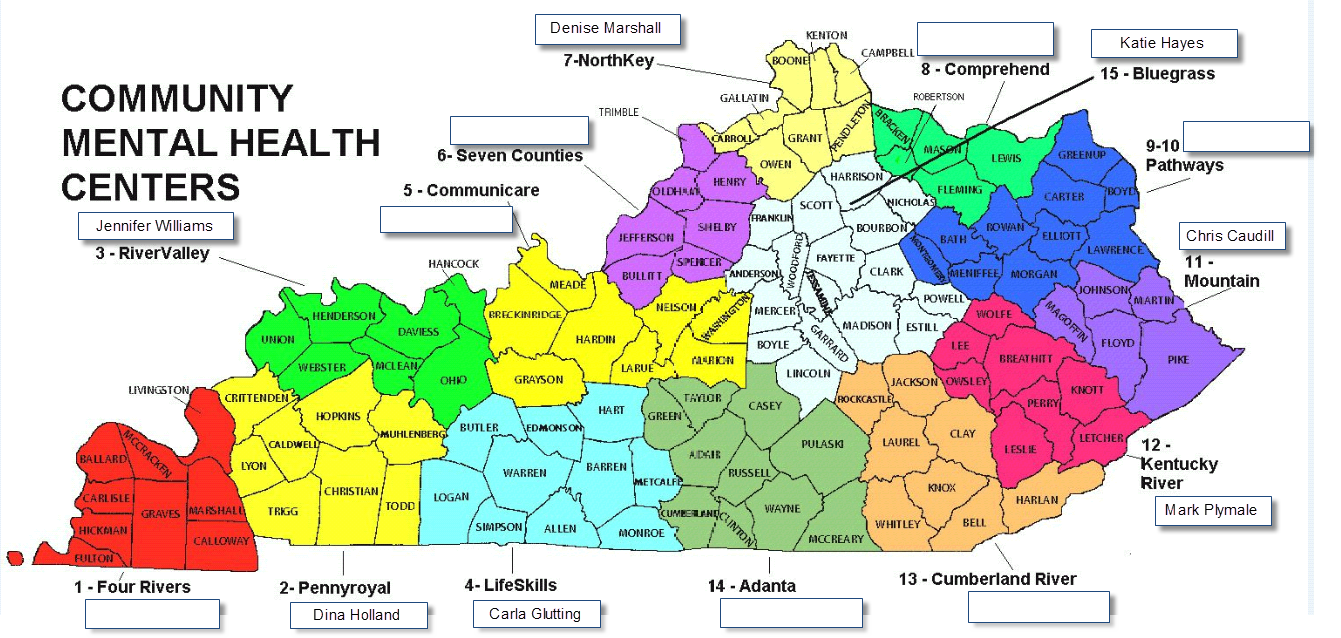 COMMUNITY
MENTAL HEALTH
CENTERS
Denise Marshall
7-NorthKey
KENTON
BOONE
CAMPBELL
8 - Comprehend
Katie Hayes
15 - Bluegrass
GALLATIN
ROBERTSON
TRIMBLE
CARROLL
GRANT
PENDLETON
BRACKEN
MASON
LEWIS
GREENUP
9-10
Pathways
6- Seven Counties
OWEN
HARRISON
FLEMING
CARTER
BOYD
5 - Communicare
OLDHAM
HENRY
SCOTT
NICHOLAS
Jennifer Williams
3 - RiverValley
FRANKLIN
BOURBON
BATH
ROWAN
ELLIOTT
LAWRENCE
Chris Caudill
11 -
Mountain
JEFFERSON
SHELBY
WOODFORD
FAYETTE
MONTGOMERY
HANCOCK
BULLITT
SPENCER
ANDERSON
JESSAMINE
CLARK
MENIFFEE
MORGAN
JOHNSON
MARTIN
MEADE
NELSON
WASHINGTON
MERCER
POWELL
MAGOFFIN
HENDERSON
DAVIESS
BRECKINRIDGE
HARDIN
GARRARD
MADISON
ESTILL
WOLFE
FLOYD
PIKE
UNION
WEBSTER
MCLEAN
OHIO
GRAYSON
LARUE
MARION
BOYLE
LINCOLN
LEE
BREATHITT
LIVINGSTON
CRITTENDEN
HOPKINS
MUHLENBERG
BUTLER
EDMONSON
HART
GREEN
TAYLOR
CASEY
ROCKCASTLE
JACKSON
OWSLEY
PERRY
KNOTT
MCCRACKEN
CALDWELL
BALLARD
LYON
WARREN
BARREN
ADAIR
RUSSELL
PULASKI
LAUREL
CLAY
LESLIE
LETCHER
12 -
Kentucky
River
Mark Plymale
CARLISLE
GRAVES
MARSHALL
TRIGG
CHRISTIAN
TODD
LOGAN
METCALFE
CUMBERLAND
CLINTON
WAYNE
KNOX
HARLAN
HICKMAN
FULTON
CALLOWAY
SIMPSON
ALLEN
MONROE
MCCREARY
WHITLEY
BELL
1 - Four Rivers
2- Pennyroyal
Dina Holland
4- LifeSkills
Carla Glutting
14 - Adanta
13 - Cumberland River